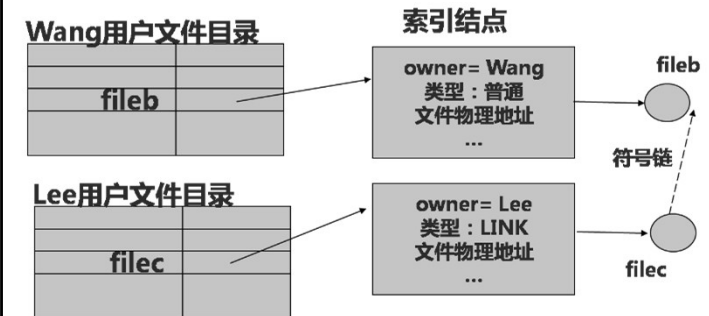 Wang用户文件目录
索引结点
fileb
owner= Wang
类型：普通
文件物理地址
...
fileb
符号链
Lee用户文件目录
filec
owner= Lee
类型：LINK
文件物理地址
...
filec